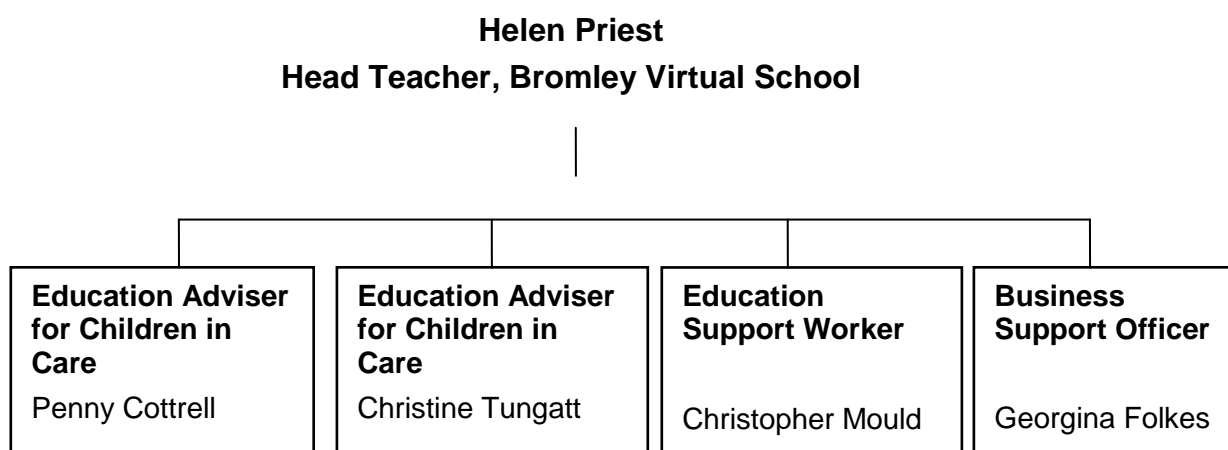 Helen Priest
Head Teacher, Bromley Virtual School
Education Adviser
for Children in
Care
Penny Cottrell
Education Adviser
for Children in
Care
Christine Tungatt
Education
Support Worker
Christopher Mould
Business
Support Officer
Georgina Folkes